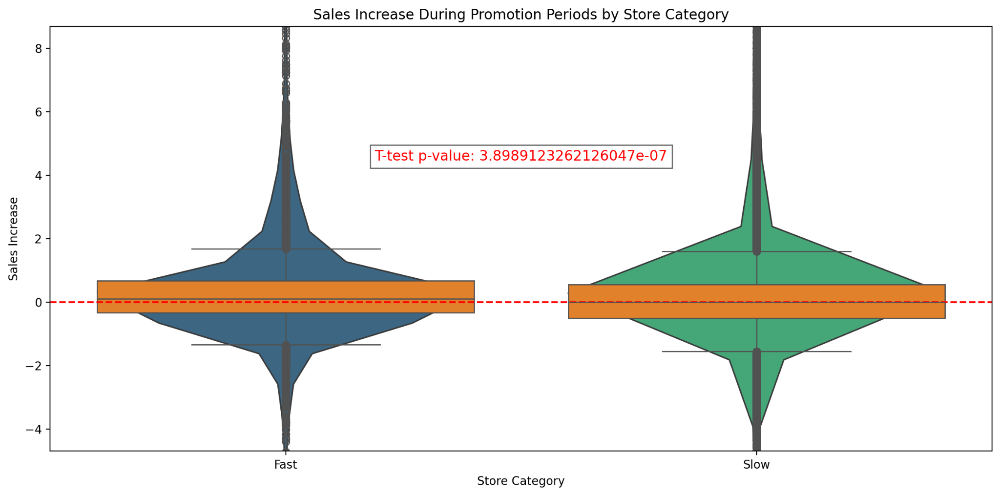 Sales Increase During Promotion Periods by Store Category
8
6
T-test p-value: 3.8989123262126047e-07
4
Sales Increase
2
0
−2
−4
Fast
Slow
Store Category